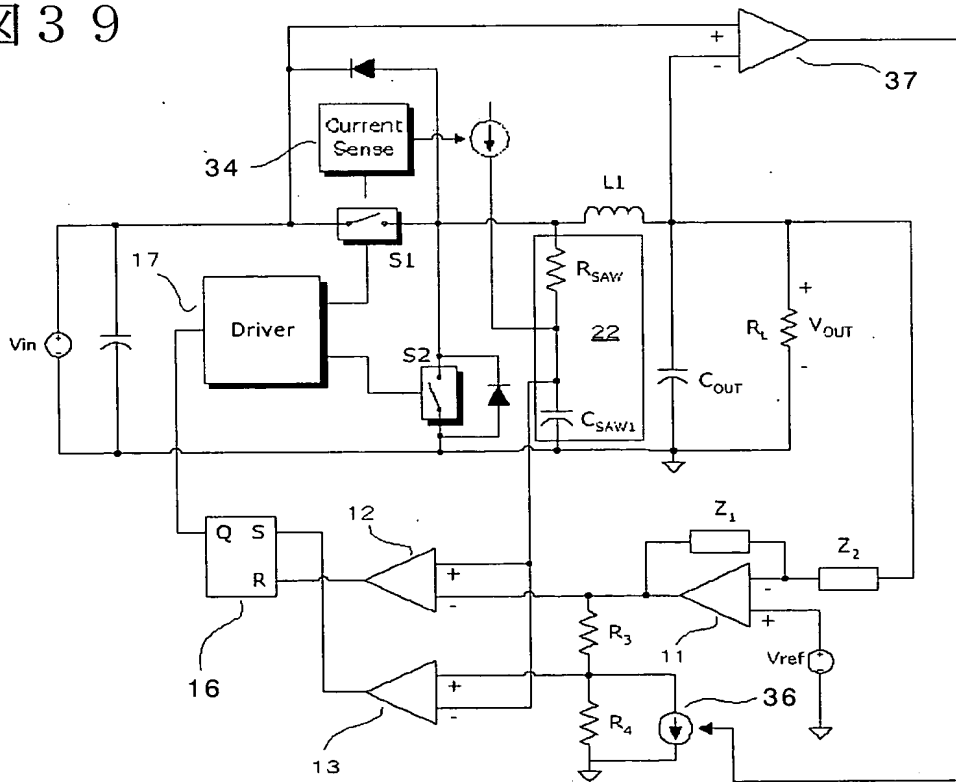 図３９
+
-
37
Current
Sense
34
L1
S1
17
Driver
Vin
+
-
S2
R_SAW
22
C_SAW1
C_OUT
R_L
+
V_OUT
-
Z_1
Z_2
12
Q S
R
+
-
-
+
11
R_3
Vref
+
-
16
+
-
R_4
36
13